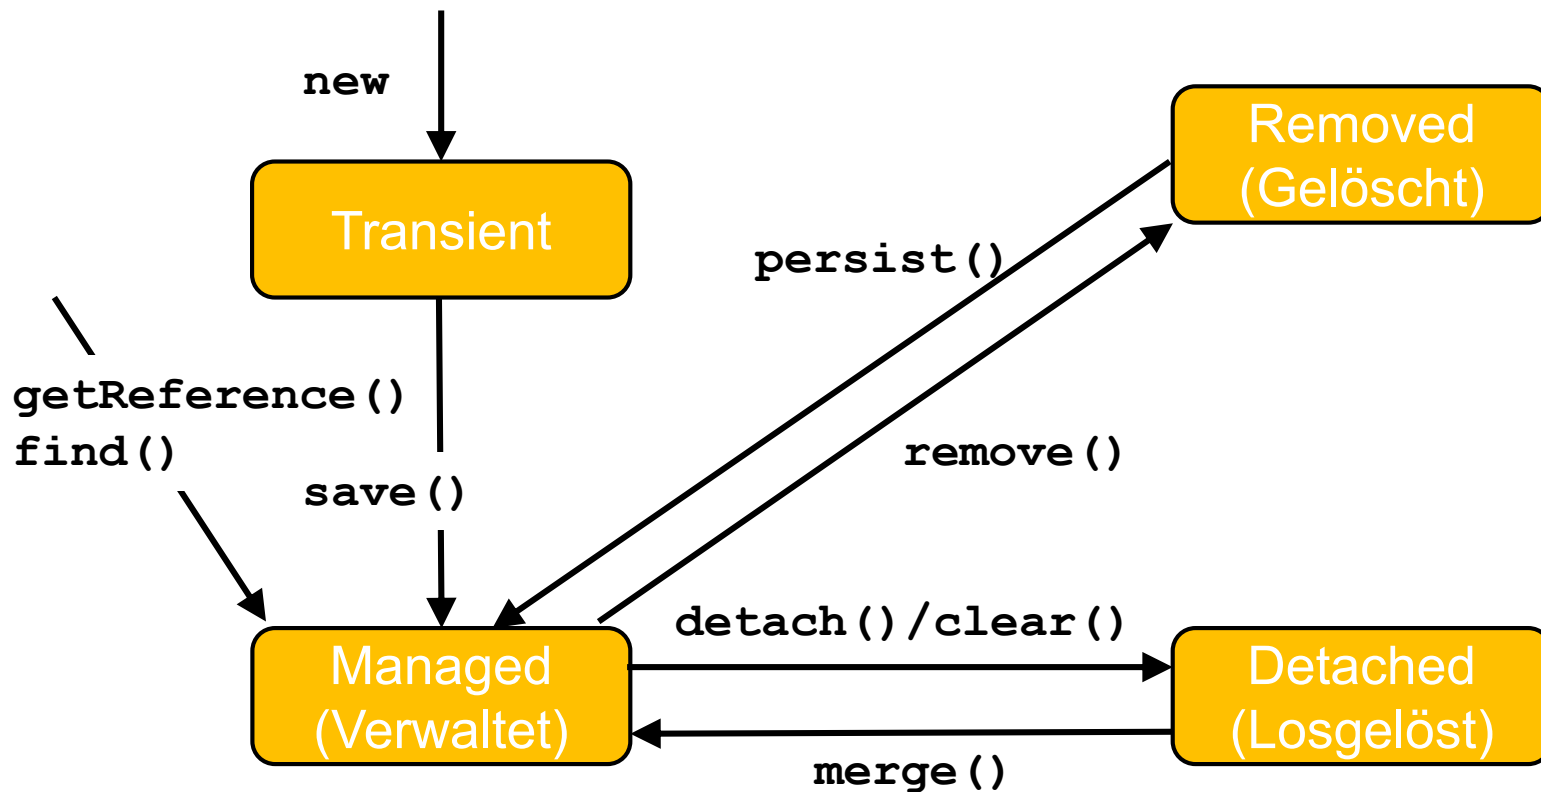 new
Transient
Removed
(Gelöscht)
persist()
getReference()
find()
save()
remove()
Managed
(Verwaltet)
detach()/clear()
merge()
Detached
(Losgelöst)